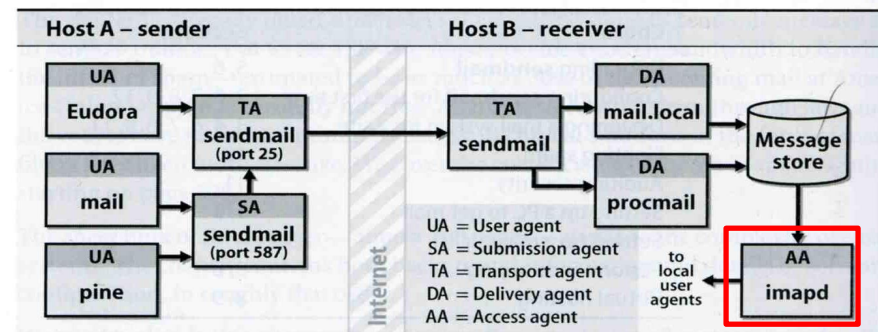 Host A – sender
Host B – receiver
UA
Eudora
UA
mail
UA
pine
TA
sendmail
(port 25)
SA
sendmail
(port 587)
Internet
TA
sendmail
DA
mail.local
DA
procmail
Message
store
AA
imapd
to
local
user
agents
UA = User agent
SA = Submission agent
TA = Transport agent
DA = Delivery agent
AA = Access agent